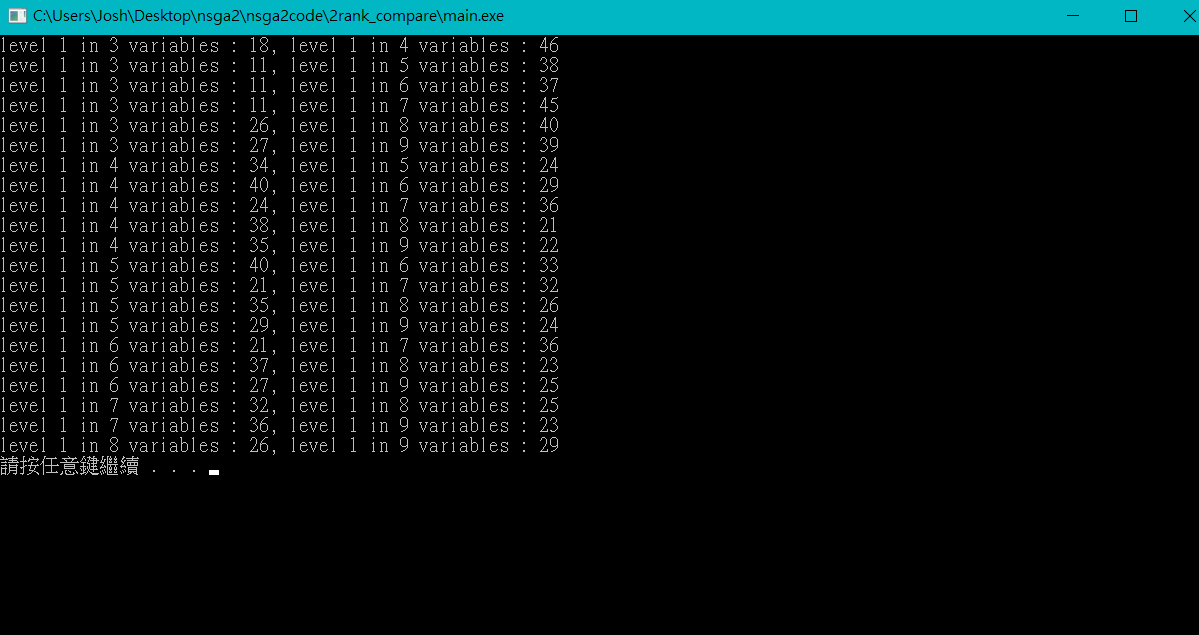 C:\Users\Josh\Desktop\nsga2\nsga2code\2rank_compare\main.exe
level 1 in 3 variables : 18, level 1 in 4 variables : 46
level 1 in 3 variables : 11, level 1 in 5 variables : 38
level 1 in 3 variables : 11, level 1 in 6 variables : 37
level 1 in 3 variables : 11, level 1 in 7 variables : 45
level 1 in 3 variables : 26, level 1 in 8 variables : 40
level 1 in 3 variables : 27, level 1 in 9 variables : 39
level 1 in 4 variables : 34, level 1 in 5 variables : 24
level 1 in 4 variables : 40, level 1 in 6 variables : 29
level 1 in 4 variables : 24, level 1 in 7 variables : 36
level 1 in 4 variables : 38, level 1 in 8 variables : 21
level 1 in 4 variables : 35, level 1 in 9 variables : 22
level 1 in 5 variables : 40, level 1 in 6 variables : 33
level 1 in 5 variables : 21, level 1 in 7 variables : 32
level 1 in 5 variables : 35, level 1 in 8 variables : 26
level 1 in 5 variables : 29, level 1 in 9 variables : 24
level 1 in 6 variables : 21, level 1 in 7 variables : 36
level 1 in 6 variables : 37, level 1 in 8 variables : 23
level 1 in 6 variables : 27, level 1 in 9 variables : 25
level 1 in 7 variables : 32, level 1 in 8 variables : 25
level 1 in 7 variables : 36, level 1 in 9 variables : 23
level 1 in 8 variables : 26, level 1 in 9 variables : 29
請按任意鍵繼續 . . .